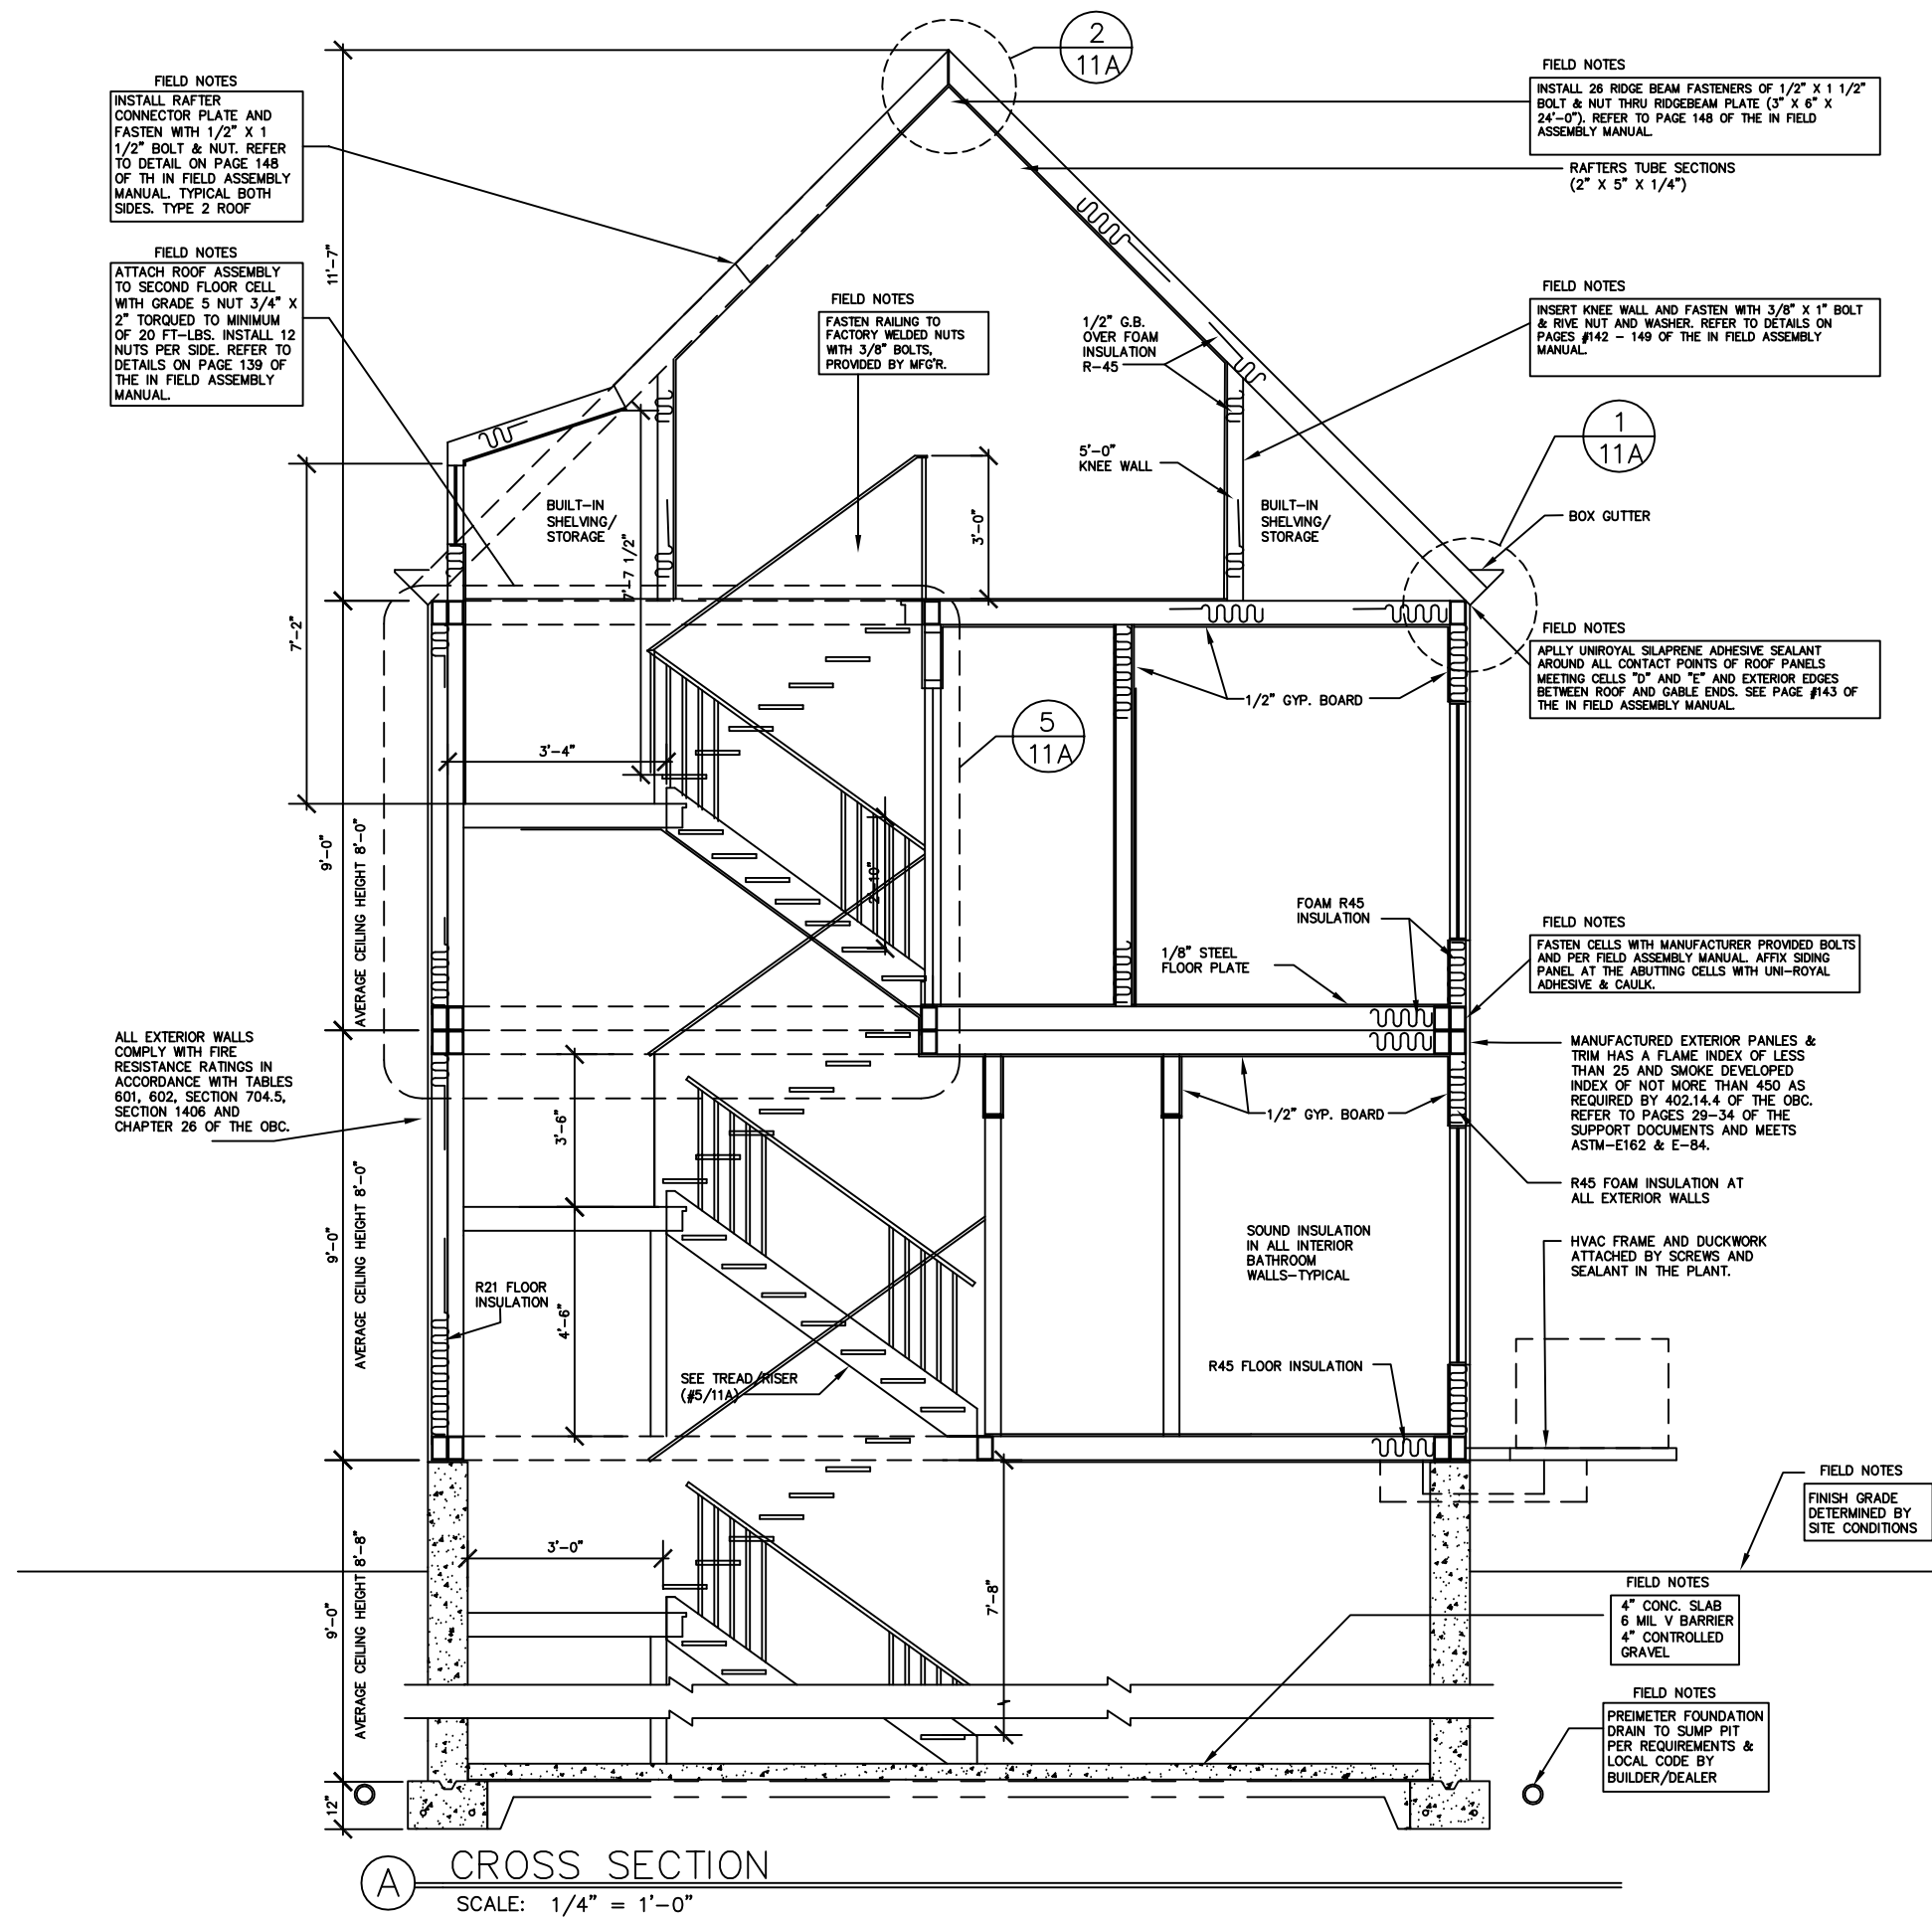 2
11A
FIELD NOTES
INSTALL RAFTER
CONNECTOR PLATE AND
FASTEN WITH 1/2" X 1
1/2" BOLT & NUT. REFER
TO DETAIL ON PAGE 148
OF TH IN FIELD ASSEMBLY
MANUAL. TYPICAL BOTH
SIDES. TYPE 2 ROOF
FIELD NOTES
ATTACH ROOF ASSEMBLY
TO SECOND FLOOR CELL
WITH GRADE 5 NUT 3/4" X
2" TORQUED TO MINIMUM
OF 20 FT-LBS. INSTALL 12
NUTS PER SIDE. REFER TO
DETAILS ON PAGE 139 OF
THE IN FIELD ASSEMBLY
MANUAL.
11'-7"
FIELD NOTES
FASTEN RAILING TO
FACTORY WELDED NUTS
WITH 3/8" BOLTS,
PROVIDED BY MFG'R.
1/2" G.B.
OVER FOAM
INSULATION
R-45
5'-0"
KNEE WALL
FIELD NOTES
INSTALL 26 RIDGE BEAM FASTENERS OF 1/2" X 1 1/2"
BOLT & NUT THRU RIDGEBEAM PLATE (3" X 6" X
24'-0"). REFER TO PAGE 148 OF THE IN FIELD
ASSEMBLY MANUAL.
RAFTERS TUBE SECTIONS
(2" X 5" X 1/4")
FIELD NOTES
INSERT KNEE WALL AND FASTEN WITH 3/8" X 1" BOLT
& RIVE NUT AND WASHER. REFER TO DETAILS ON
PAGES #142 - 149 OF THE IN FIELD ASSEMBLY
MANUAL.
1
11A
BOX GUTTER
BUILT-IN
SHELVING/
STORAGE
BUILT-IN
SHELVING/
STORAGE
7'-7 1/2"
3'-0"
7'-2"
FIELD NOTES
APLLY UNIROYAL SILAPRENE ADHESIVE SEALANT
AROUND ALL CONTACT POINTS OF ROOF PANELS
MEETING CELLS "D" AND "E" AND EXTERIOR EDGES
BETWEEN ROOF AND GABLE ENDS. SEE PAGE #143 OF
THE IN FIELD ASSEMBLY MANUAL.
1/2" GYP. BOARD
5
11A
3'-4"
9'-0"
AVERAGE CEILING HEIGHT 8'-0"
2'-10"
FOAM R45
INSULATION
1/8" STEEL
FLOOR PLATE
FIELD NOTES
FASTEN CELLS WITH MANUFACTURER PROVIDED BOLTS
AND PER FIELD ASSEMBLY MANUAL. AFFIX SIDING
PANEL AT THE ABUTTING CELLS WITH UNI-ROYAL
ADHESIVE & CAULK.
ALL EXTERIOR WALLS
COMPLY WITH FIRE
RESISTANCE RATINGS IN
ACCORDANCE WITH TABLES
601, 602, SECTION 704.5,
SECTION 1406 AND
CHAPTER 26 OF THE OBC.
MANUFACTURED EXTERIOR PANLES &
TRIM HAS A FLAME INDEX OF LESS
THAN 25 AND SMOKE DEVELOPED
INDEX OF NOT MORE THAN 450 AS
REQUIRED BY 402.14.4 OF THE OBC.
REFER TO PAGES 29-34 OF THE
SUPPORT DOCUMENTS AND MEETS
ASTM-E162 & E-84.
1/2" GYP. BOARD
3'-6"
R45 FOAM INSULATION AT
ALL EXTERIOR WALLS
SOUND INSULATION
IN ALL INTERIOR
BATHROOM
WALLS-TYPICAL
HVAC FRAME AND DUCKWORK
ATTACHED BY SCREWS AND
SEALANT IN THE PLANT.
9'-0"
AVERAGE CEILING HEIGHT 8'-0"
R21 FLOOR
INSULATION
4'-6"
SEE TREAD/RISER
(#5/11A)
R45 FLOOR INSULATION
FIELD NOTES
FINISH GRADE
DETERMINED BY
SITE CONDITIONS
3'-0"
7'-8"
9'-0"
AVERAGE CEILING HEIGHT 8'-8"
FIELD NOTES
4" CONC. SLAB
6 MIL V BARRIER
4" CONTROLLED
GRAVEL
FIELD NOTES
PREIMETER FOUNDATION
DRAIN TO SUMP PIT
PER REQUIREMENTS &
LOCAL CODE BY
BUILDER/DEALER
12"
A
CROSS SECTION
SCALE: 1/4" = 1'-0"